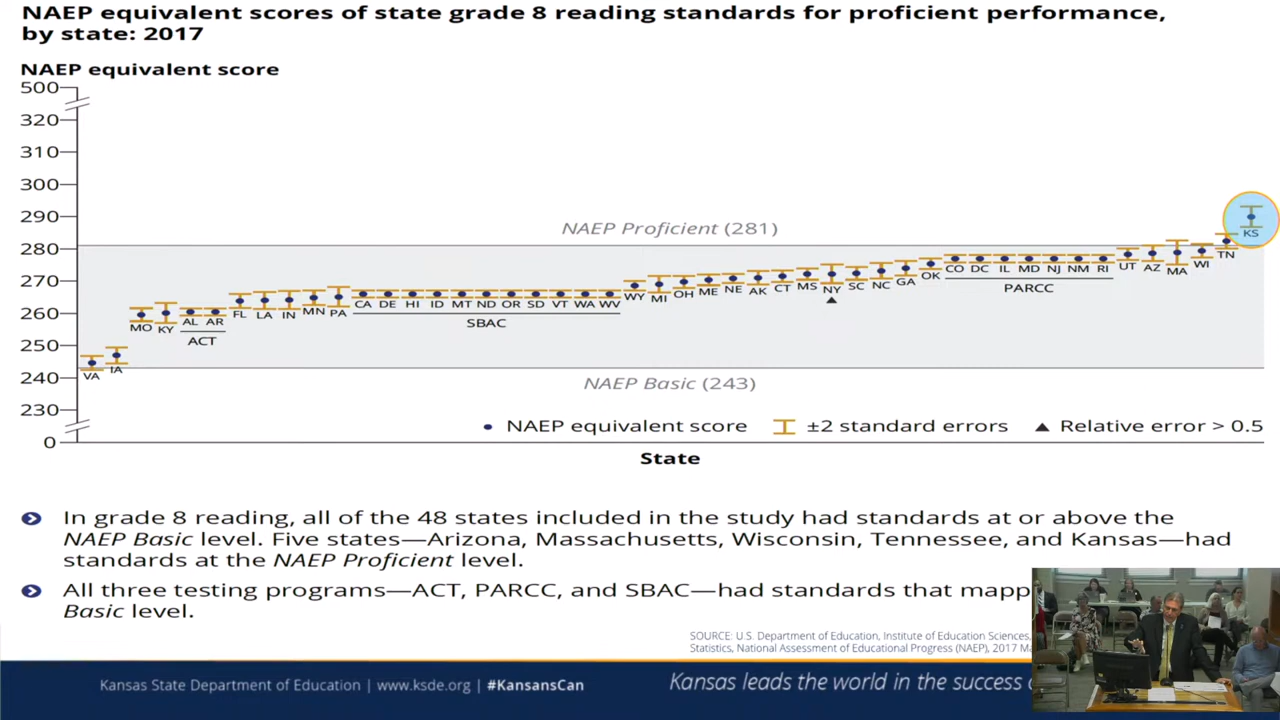 NAEP equivalent scores of state grade 8 reading standards for proficient performance,
by state: 2017
NAEP equivalent score
500
320
310
300
290
280
270
260
250
240
230
0
NAEP Proficient (281)
NAEP Basic (243)
VA
IA
MO
KY
AL
AR
ACT
FL
LA
IN
MN
PA
CA
DE
HI
ID
MT
ND
OR
SD
VT
WA
WV
SBAC
WY
MI
OH
ME
NE
AK
CT
MS
NY
SC
NC
GA
OK
CO
DC
IL
MD
NJ
NM
RI
PARCC
UT
AZ
MA
WI
TN
KS
NAEP equivalent score
±2 standard errors
Relative error > 0.5
State
In grade 8 reading, all of the 48 states included in the study had standards at or above the
NAEP Basic level. Five states—Arizona, Massachusetts, Wisconsin, Tennessee, and Kansas—had
standards at the NAEP Proficient level.
All three testing programs—ACT, PARCC, and SBAC—had standards that mapp
Basic level.
SOURCE: U.S. Department of Education, Institute of Education Sciences,
Statistics, National Assessment of Educational Progress (NAEP), 2017 Ma
Kansas State Department of Education | www.ksde.org | #KansansCan
Kansas leads the world in the success